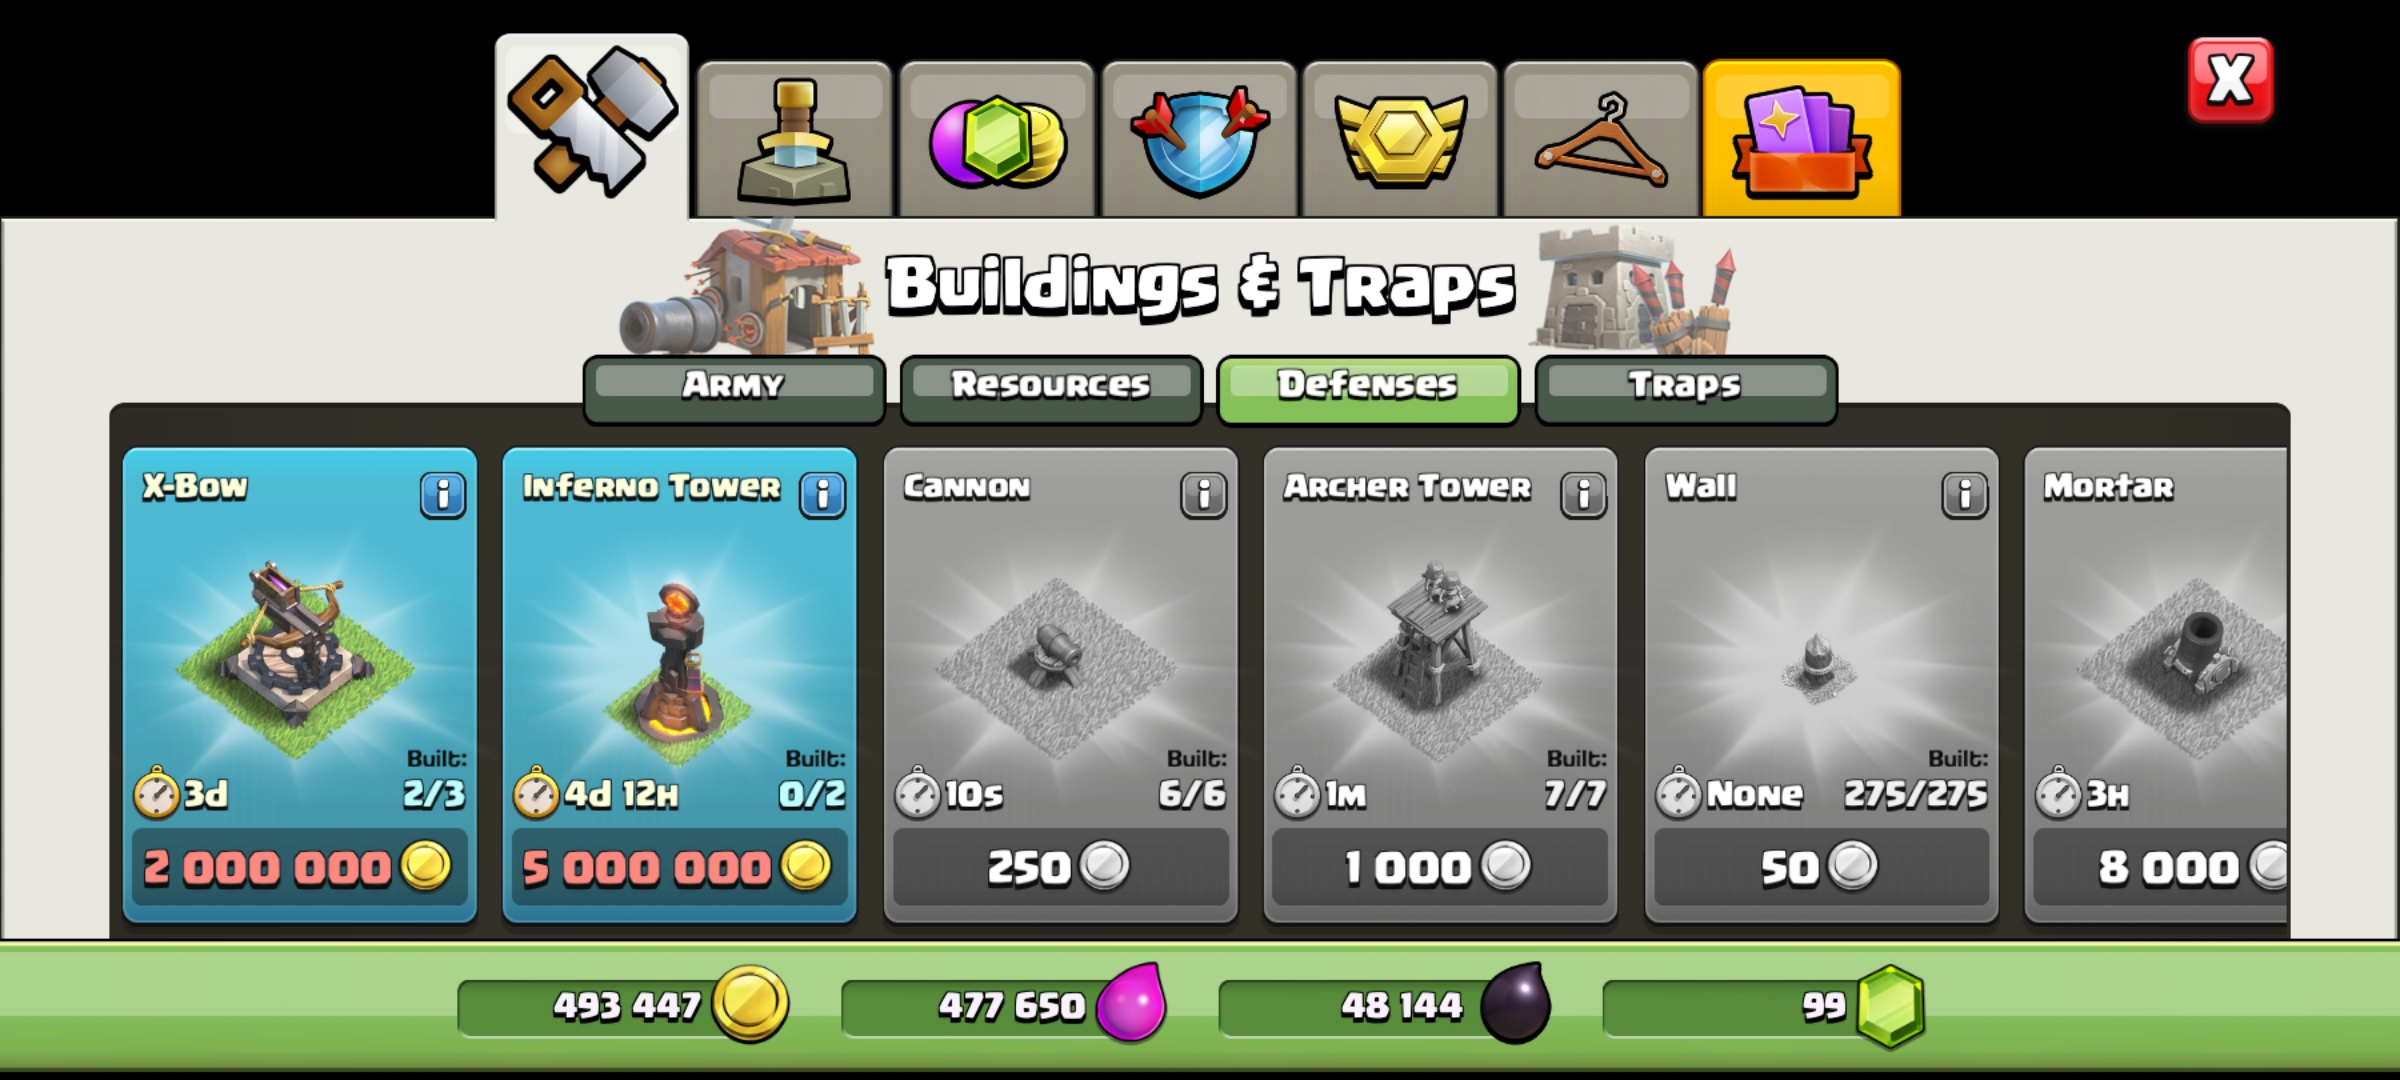 X
Buildings & Traps
Army
Resources
Defenses
Traps
X-Bow
i
Built:
3d
2/3
2 000 000
Inferno Tower
i
Built:
4d 12h
0/2
5 000 000
Cannon
i
Built:
10s
6/6
250
Archer Tower
i
Built:
1m
7/7
1 000
Wall
i
Built:
None
275/275
50
Mortar
3h
8 000
493 447
477 650
48 144
99